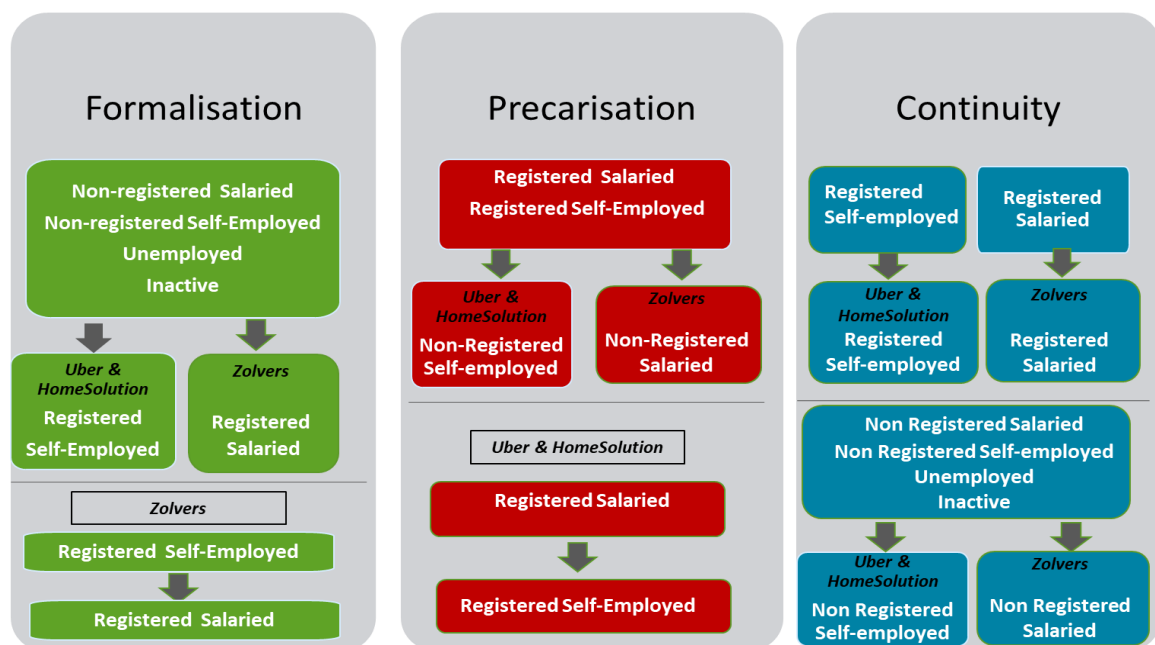 Formalisation
Non-registered Salaried
Non-registered Self-Employed
Unemployed
Inactive
Uber &
HomeSolution
Registered
Self-Employed
Zolvers
Registered
Salaried
Zolvers
Registered Self-Employed
Registered Salaried
Precarisation
Registered Salaried
Registered Self-Employed
Uber &
HomeSolution
Non-Registered
Self-employed
Zolvers
Non-Registered
Salaried
Uber & HomeSolution
Registered Salaried
Registered Self-Employed
Continuity
Registered
Self-employed
Registered
Salaried
Uber &
HomeSolution
Registered
Self-employed
Zolvers
Registered
Salaried
Non Registered Salaried
Non Registered Self-employed
Unemployed
Inactive
Uber &
HomeSolution
Non Registered
Self-employed
Zolvers
Non Registered
Salaried